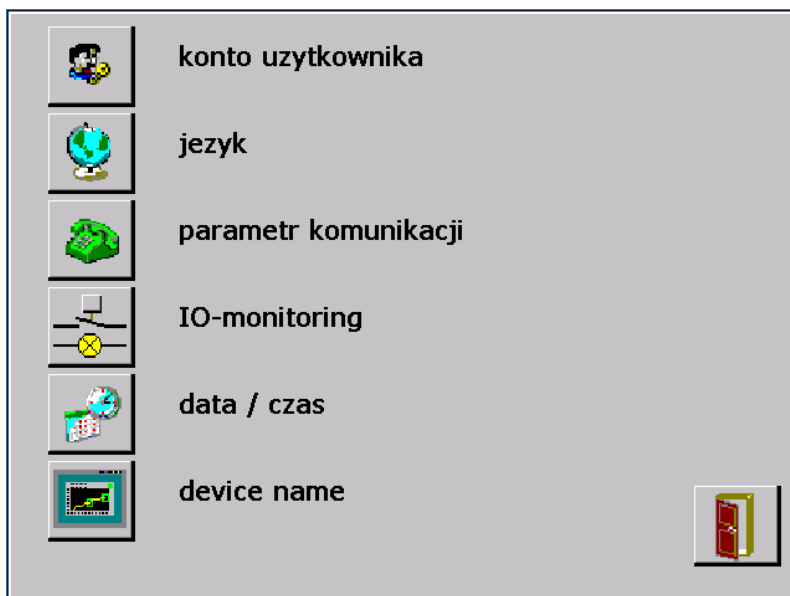 konto uzytkownika
jezyk
parametr komunikacji
IO-monitoring
data / czas
device name